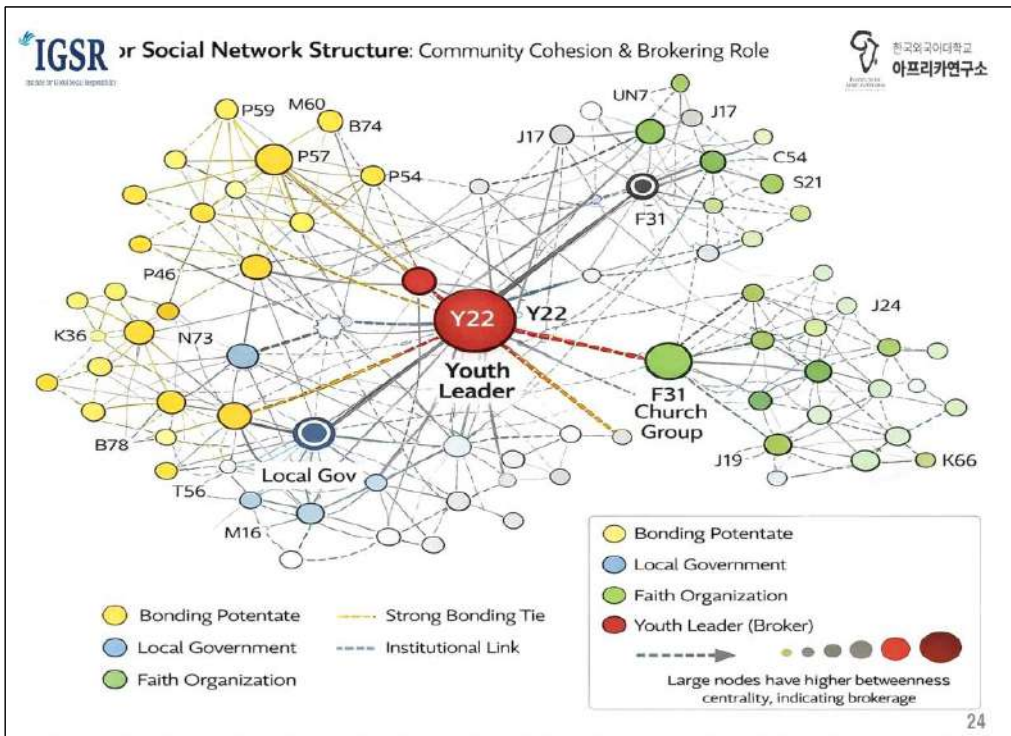 IGSR
or Social Network Structure: Community Cohesion & Brokering Role
한국외국어대학교
아프리카연구소
P59
M60
B74
P57
P54
UN7
J17
J17
C54
S21
F31
P46
K36
N73
Y22
Y22
Youth
Leader
J24
F31
Church
Group
B78
Local Gov
J19
K66
T56
M16
Bonding Potentate
Local Government
Faith Organization
Strong Bonding Tie
Institutional Link
Bonding Potentate
Local Government
Faith Organization
Youth Leader (Broker)
Large nodes have higher betweenness
centrality, indicating brokerage
24